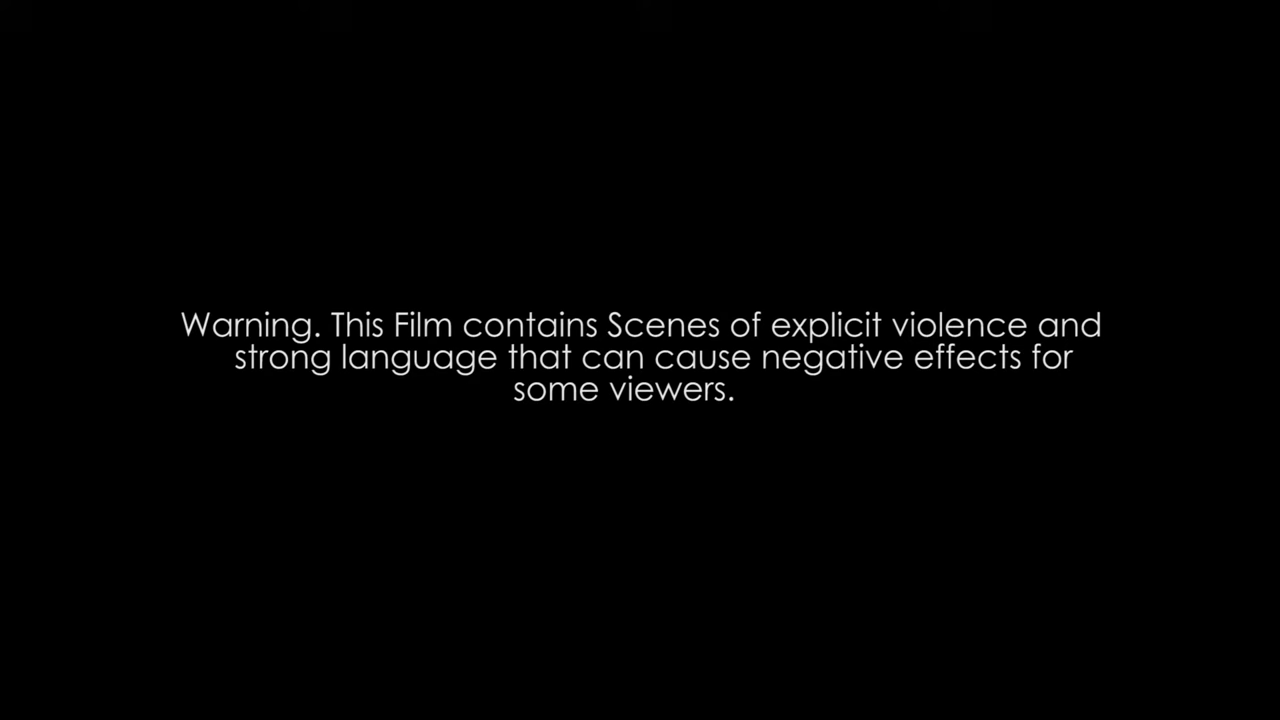 Warning. This Film contains Scenes of explicit violence and
strong language that can cause negative effects for
some viewers.